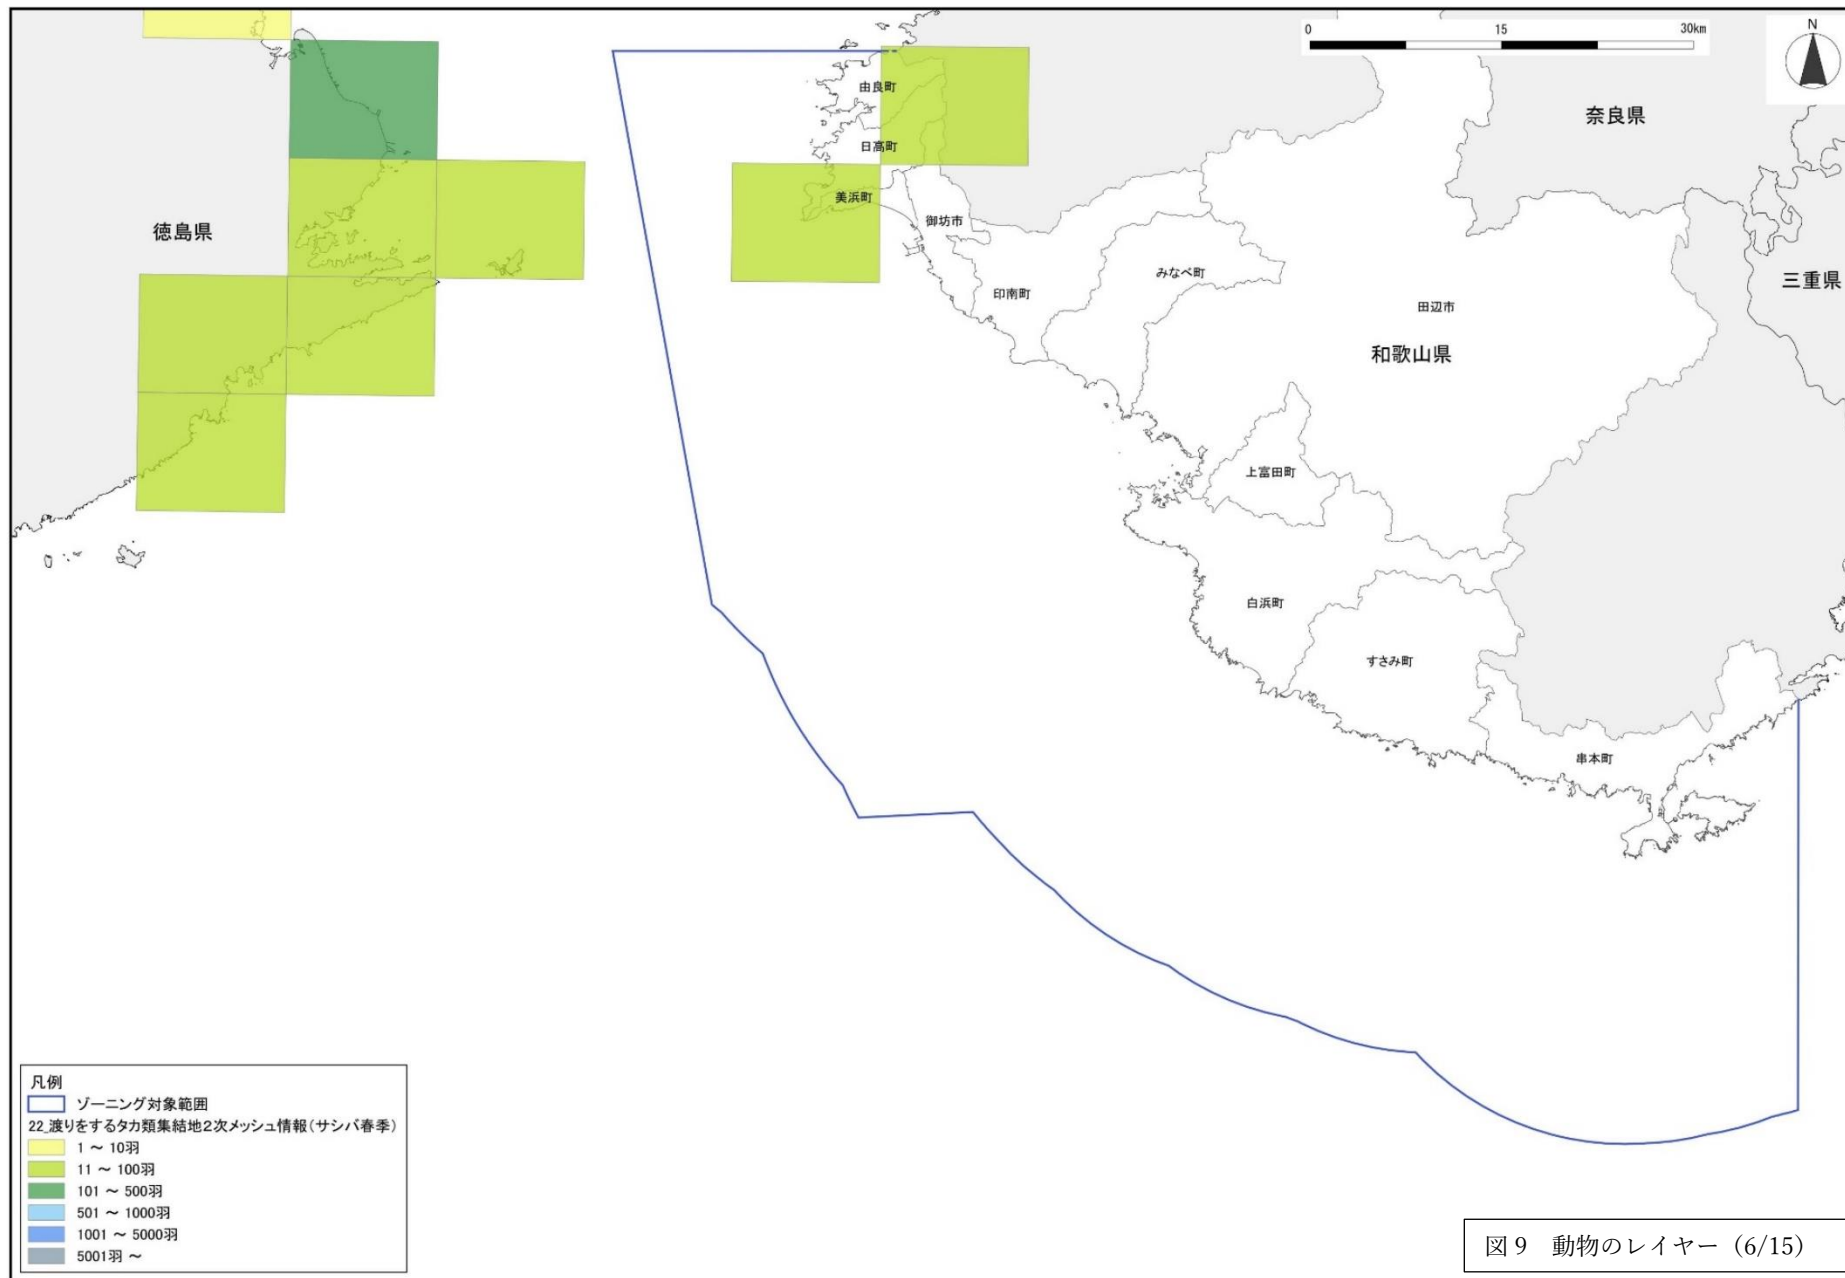 0 15 30km
N
由良町
奈良県
日高町
美浜町
御坊市
徳島県
みなべ町
三重県
印南町
田辺市
和歌山県
上富田町
白浜町
すさみ町
串本町
凡例
ゾーニング対象範囲
22_渡りをするタカ類集結地2次メッシュ情報(サシバ春季)
1 ～ 10羽
11 ～ 100羽
101 ～ 500羽
501 ～ 1000羽
1001 ～ 5000羽
5001羽 ～
図 9 動物のレイヤー（6/15）